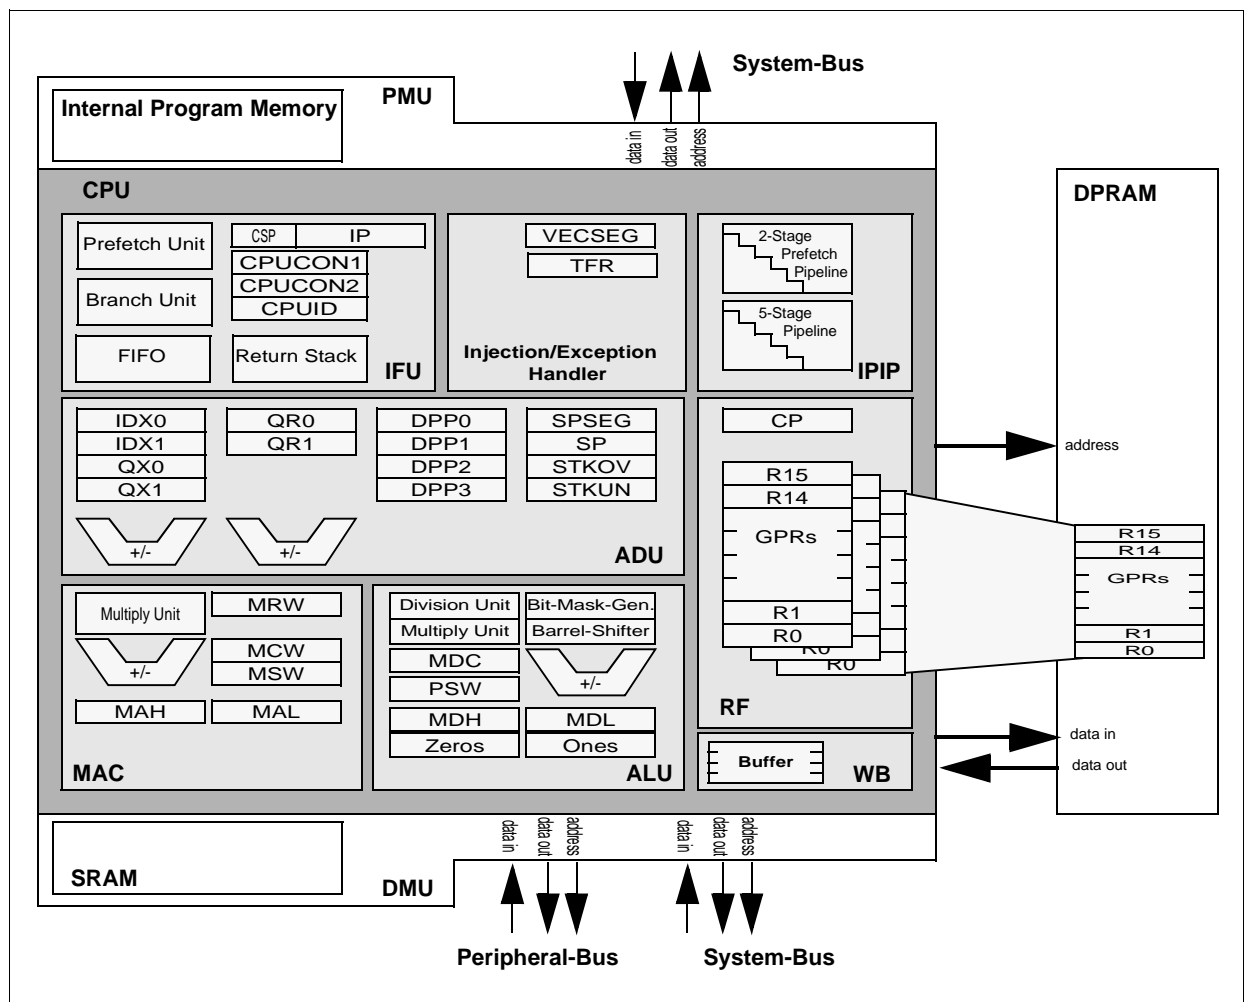 System-Bus
PMU
Internal Program Memory
data in
data out
address
CPU
Prefetch Unit
CSP
IP
CPUCON1
CPUCON2
CPUID
Branch Unit
FIFO
Return Stack
IFU
VECSEG
TFR
Injection/Exception
Handler
2-Stage
Prefetch
Pipeline
5-Stage
Pipeline
IPIP
IDX0
IDX1
QX0
QX1
QR0
QR1
DPP0
DPP1
DPP2
DPP3
SPSEG
SP
STKOV
STKUN
+/-
+/-
ADU
CP
R15
R14
GPRs
R1
R0
R0
R0
RF
Multiply Unit
MRW
+/-
MCW
MSW
MAH
MAL
MAC
Division Unit
Bit-Mask-Gen.
Multiply Unit
Barrel-Shifter
MDC
PSW
+/-
MDH
MDL
Zeros
Ones
ALU
Buffer
WB
DPRAM
address
R15
R14
GPRs
R1
R0
data in
data out
SRAM
DMU
data in
data out
address
data in
data out
address
Peripheral-Bus
System-Bus